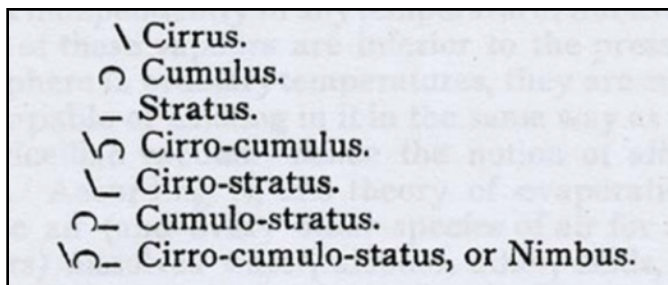 \ Cirrus.
⌒ Cumulus.
_ Stratus.
\⌒ Cirro-cumulus.
\_ Cirro-stratus.
⌒_ Cumulo-stratus.
\⌒_ Cirro-cumulo-status, or Nimbus.